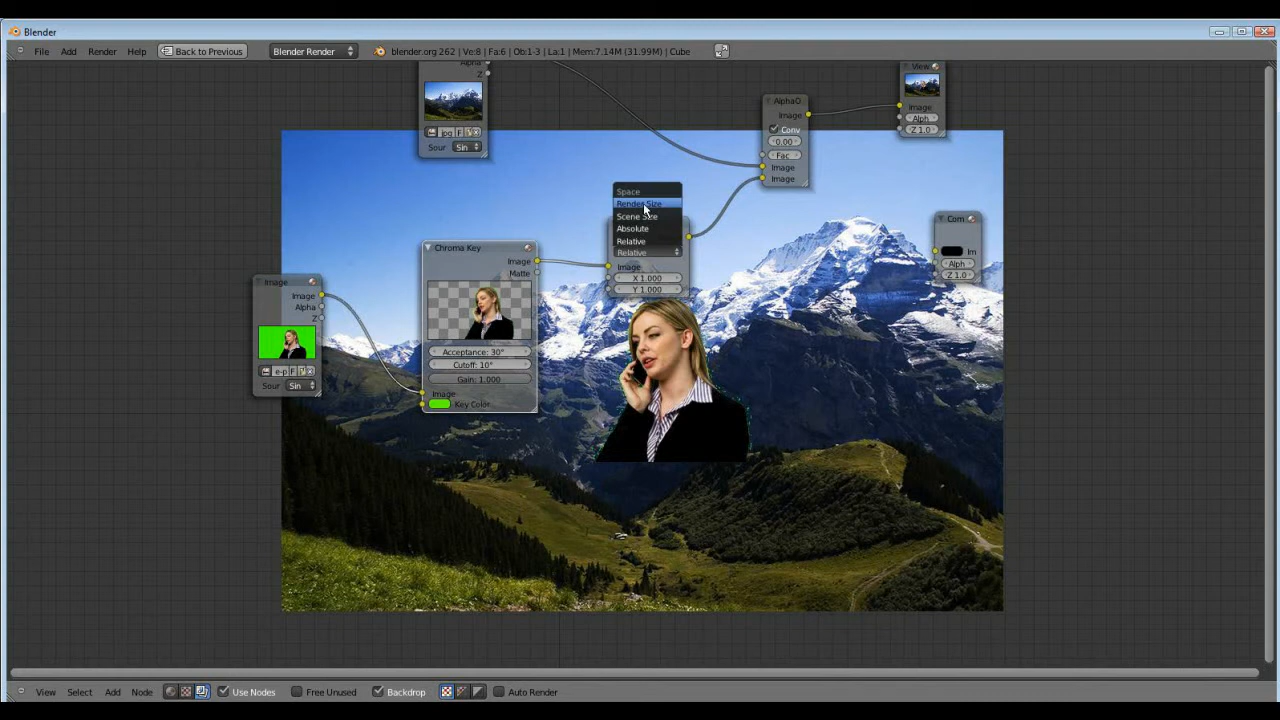 Blender
File Add Render Help Back to Previous Blender Render blender.org 262 | Ve:8 | Fa:6 | Ob:1-3 | La:1 | Mem:7.14M (31.99M) | Cube
Alpha
Z
jpg F
Sour Sin
AlphaO
Image
Conv
0.00
Fac
Image
Image
View
Image
Alph
Z 1.0
Space
Render Size
Scene Size
Absolute
Relative
Relative
Image
X 1.000
Y 1.000
Com
Im
Alph
Z 1.0
Chroma Key
Image
Matte
Acceptance: 30°
Cutoff: 10°
Gain: 1.000
Image
Key Color
Image
Image
Alpha
Z
e-p F
Sour Sin
View Select Add Node Use Nodes Free Unused Backdrop Auto Render